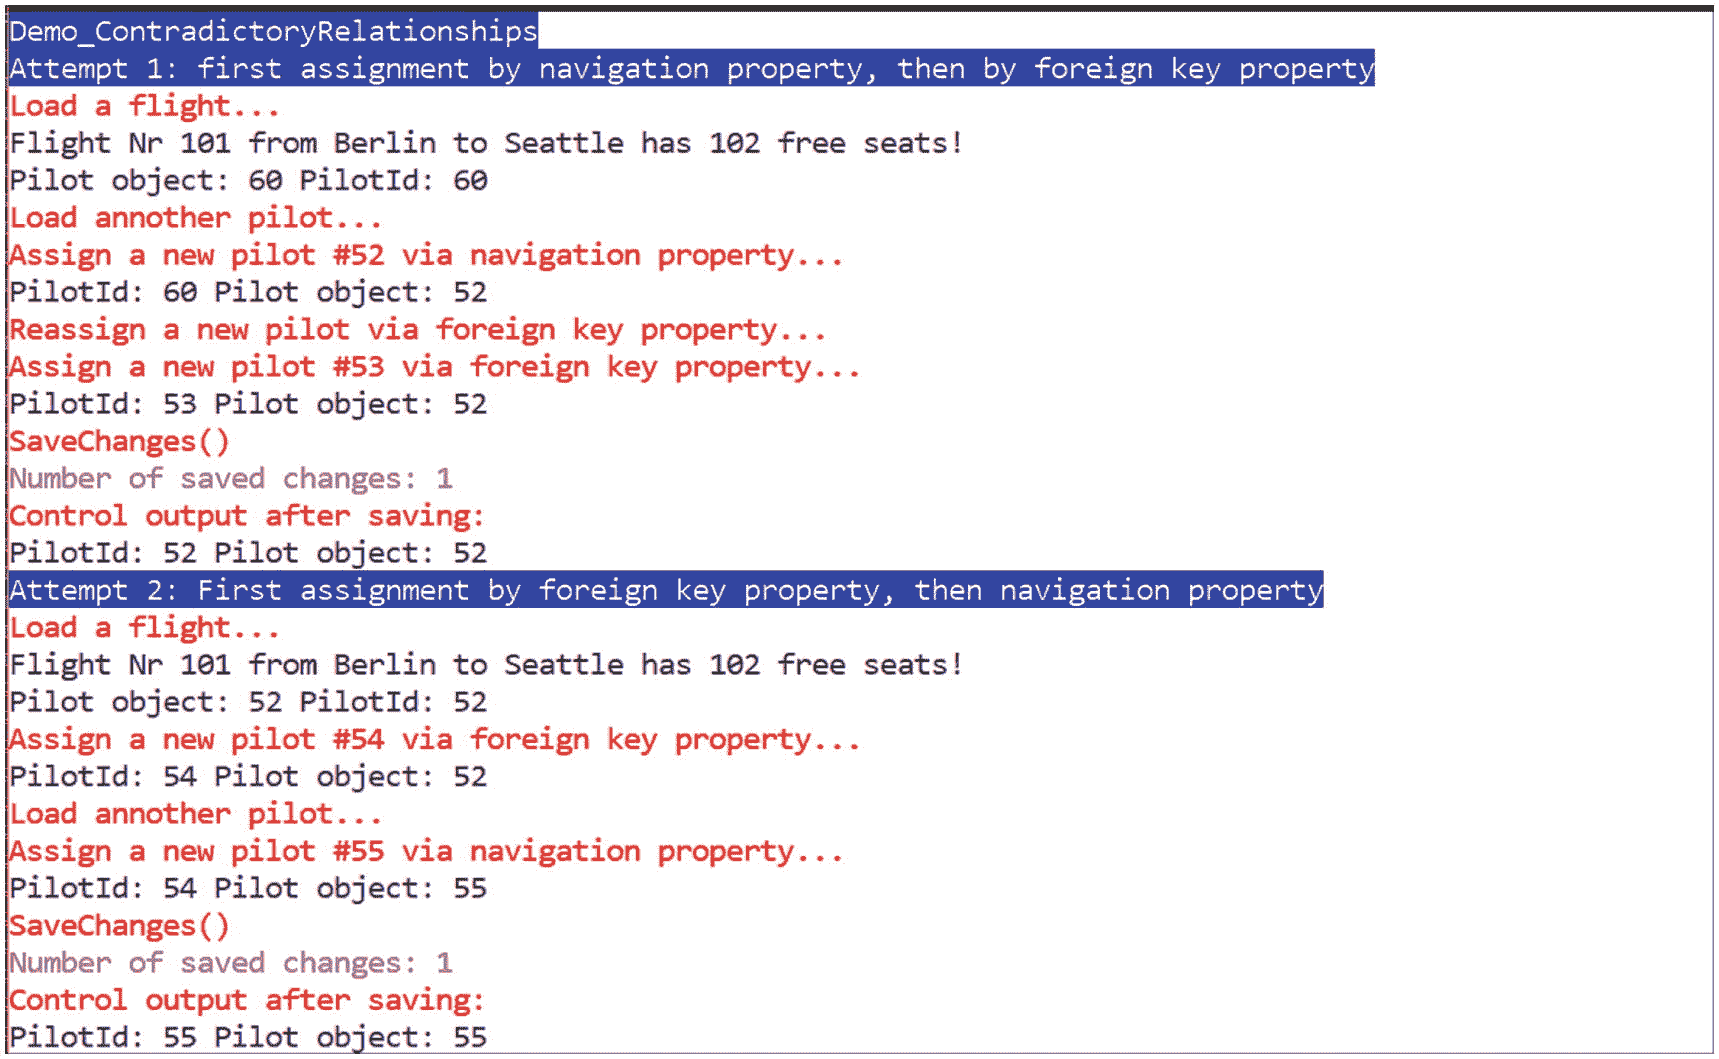 Demo_ContradictoryRelationships
Attempt 1: first assignment by navigation property, then by foreign key property
Load a flight...
Flight Nr 101 from Berlin to Seattle has 102 free seats!
Pilot object: 60 PilotId: 60
Load annother pilot...
Assign a new pilot #52 via navigation property...
PilotId: 60 Pilot object: 52
Reassign a new pilot via foreign key property...
Assign a new pilot #53 via foreign key property...
PilotId: 53 Pilot object: 52
SaveChanges()
Number of saved changes: 1
Control output after saving:
PilotId: 52 Pilot object: 52
Attempt 2: First assignment by foreign key property, then navigation property
Load a flight...
Flight Nr 101 from Berlin to Seattle has 102 free seats!
Pilot object: 52 PilotId: 52
Assign a new pilot #54 via foreign key property...
PilotId: 54 Pilot object: 52
Load annother pilot...
Assign a new pilot #55 via navigation property...
PilotId: 54 Pilot object: 55
SaveChanges()
Number of saved changes: 1
Control output after saving:
PilotId: 55 Pilot object: 55